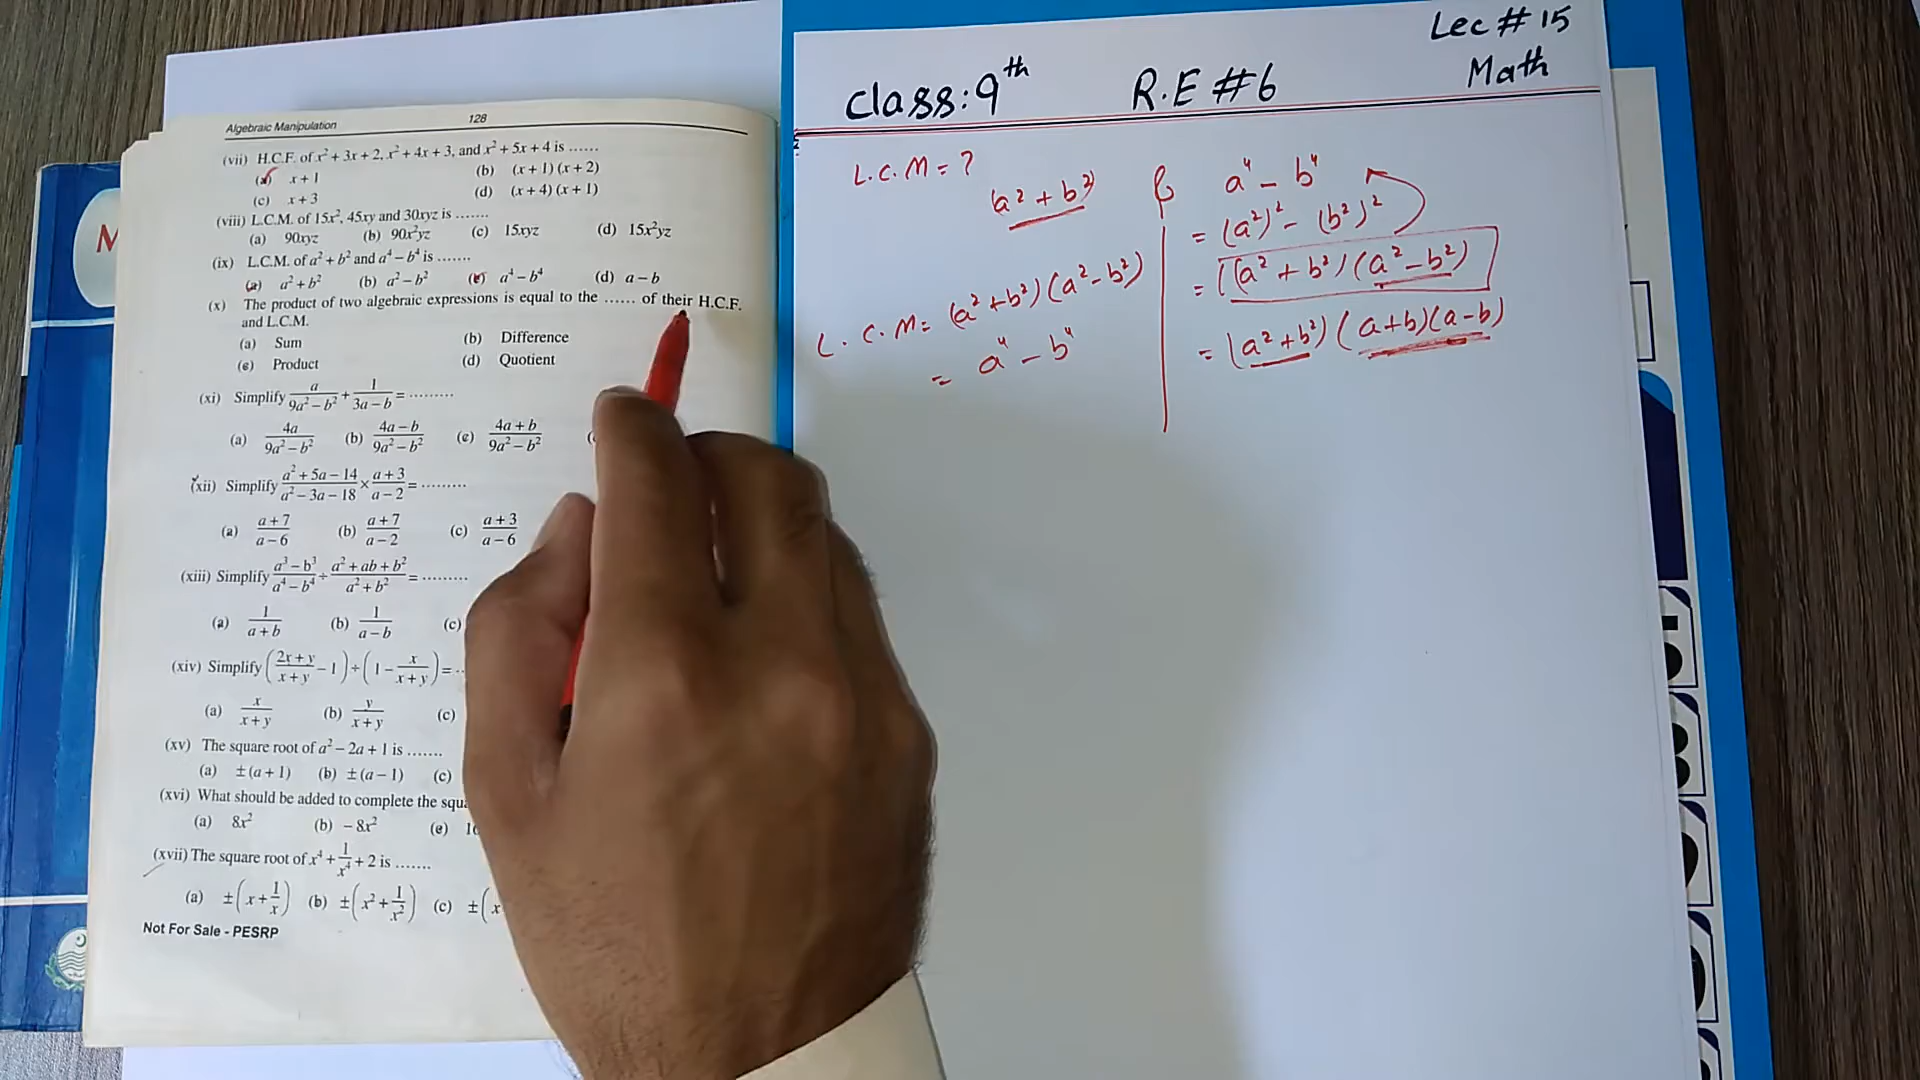 Lec # 15
Class: 9th R.E # 6 Math
Algebraic Manipulation 128
(vii) H.C.F. of x² + 3x + 2, x² + 4x + 3, and x² + 5x + 4 is ......
(a) x + 1 (b) (x + 1) (x + 2)
(c) x + 3 (d) (x + 4) (x + 1)
(viii) L.C.M. of 15x², 45xy and 30xyz is .......
(a) 90xyz (b) 90x²yz (c) 15xyz (d) 15x²yz
(ix) L.C.M. of a² + b² and a⁴ – b⁴ is .......
(a) a² + b² (b) a² – b² (c) a⁴ – b⁴ (d) a – b
(x) The product of two algebraic expressions is equal to the ...... of their H.C.F.
and L.C.M.
(a) Sum (b) Difference
(c) Product (d) Quotient
(xi) Simplify a/(9a² – b²) + 1/(3a – b) = .........
(a) 4a/(9a² – b²) (b) (4a – b)/(9a² – b²) (c) (4a + b)/(9a² – b²)
(xii) Simplify (a² + 5a – 14)/(a² – 3a – 18) × (a + 3)/(a – 2) = .........
(a) (a + 7)/(a – 6) (b) (a + 7)/(a – 2) (c) (a + 3)/(a – 6)
(xiii) Simplify (a³ – b³)/(a⁴ – b⁴) ÷ (a² + ab + b²)/(a² + b²) = .........
(a) 1/(a + b) (b) 1/(a – b) (c)
(xiv) Simplify ((2x + y)/(x + y) – 1) ÷ (1 – x/(x + y)) = ..
(a) x/(x + y) (b) y/(x + y) (c)
(xv) The square root of a² – 2a + 1 is .......
(a) ±(a + 1) (b) ±(a – 1) (c)
(xvi) What should be added to complete the squ
(a) 8x² (b) – 8x² (c)
(xvii) The square root of x⁴ + 1/x⁴ + 2 is .......
(a) ±(x + 1/x) (b) ±(x² + 1/x²) (c) ±(x
Not For Sale - PESRP
L.C.M = ?
(a² + b²) & a⁴ – b⁴
= (a²)² – (b²)²
= (a² + b²)(a² – b²)
= (a² + b²)(a+b)(a–b)
L.C.M = (a² + b²)(a² – b²)
= a⁴ – b⁴